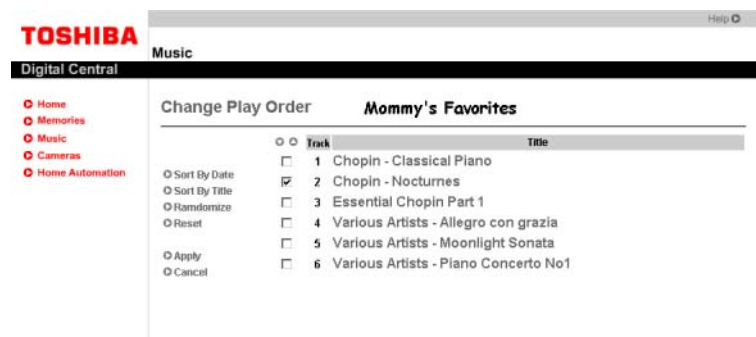 Help
TOSHIBA
Music
Digital Central
Home
Memories
Music
Cameras
Home Automation
Change Play Order
Mommy's Favorites
Track Title
1 Chopin - Classical Piano
2 Chopin - Nocturnes
3 Essential Chopin Part 1
4 Various Artists - Allegro con grazia
5 Various Artists - Moonlight Sonata
6 Various Artists - Piano Concerto No1
Sort By Date
Sort By Title
Ramdomize
Reset
Apply
Cancel